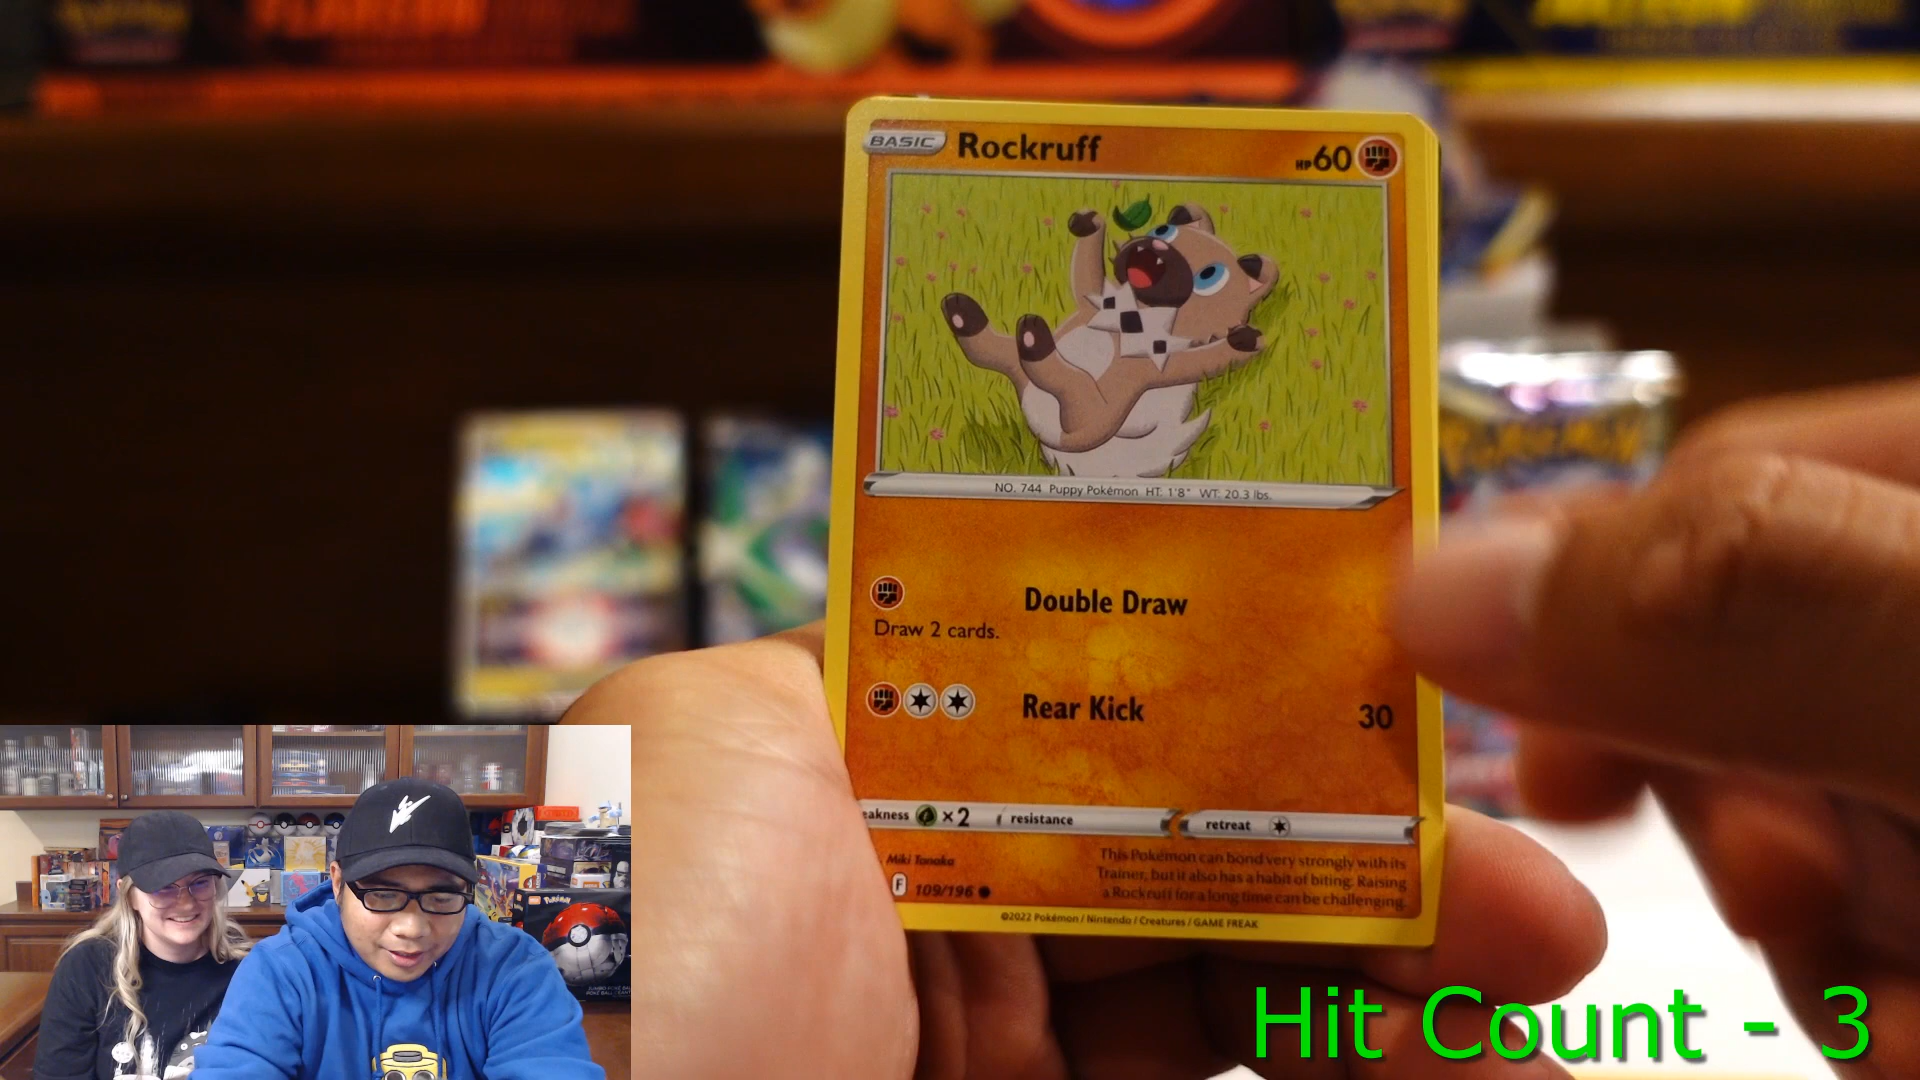 BASIC Rockruff HP60
NO. 744 Puppy Pokémon HT: 1'8" WT: 20.3 lbs.
Double Draw
Draw 2 cards.
Rear Kick 30
eakness ×2 resistance retreat
Miki Tanaka
F 109/196
This Pokémon can bond very strongly with its
Trainer, but it also has a habit of biting. Raising
a Rockruff for a long time can be challenging.
©2022 Pokémon / Nintendo / Creatures / GAME FREAK
POKÉMON
Pokémon
Hit Count - 3